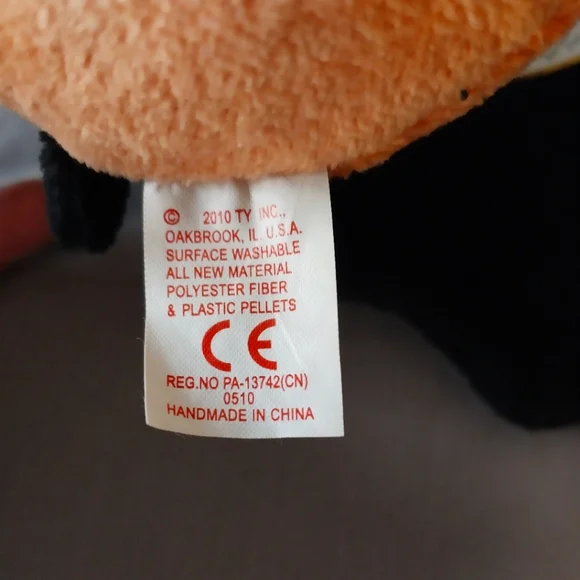 © 2010 TY INC.,
OAKBROOK, IL. U.S.A.
SURFACE WASHABLE
ALL NEW MATERIAL
POLYESTER FIBER
& PLASTIC PELLETS
CE
REG.NO PA-13742(CN)
0510
HANDMADE IN CHINA